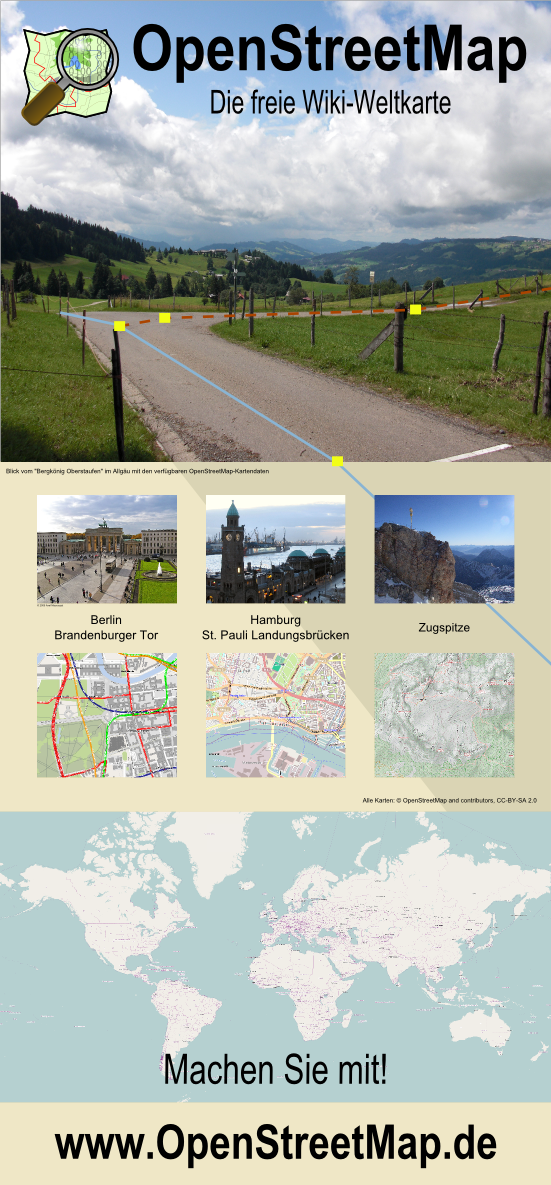 OpenStreetMap
Die freie Wiki-Weltkarte
Blick vom "Bergkönig Oberstaufen" im Allgäu mit den verfügbaren OpenStreetMap-Kartendaten
Berlin
Brandenburger Tor
Hamburg
St. Pauli Landungsbrücken
Zugspitze
Alle Karten: © OpenStreetMap and contributors, CC-BY-SA 2.0
Machen Sie mit!
www.OpenStreetMap.de